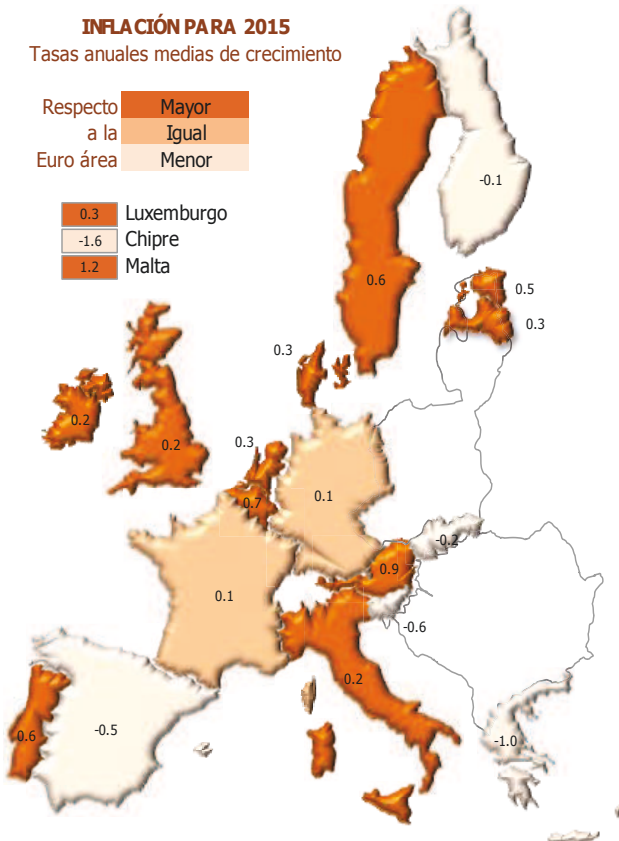 INFLACIÓN PARA 2015
Tasas anuales medias de crecimiento
Respecto a la Euro área
Mayor
Igual
Menor
0.3 Luxemburgo
-1.6 Chipre
1.2 Malta
-0.1
0.6
0.5
0.3
0.3
0.2
0.2
0.3
0.7
0.1
-0.2
0.9
0.1
-0.6
0.2
0.6
-0.5
-1.0